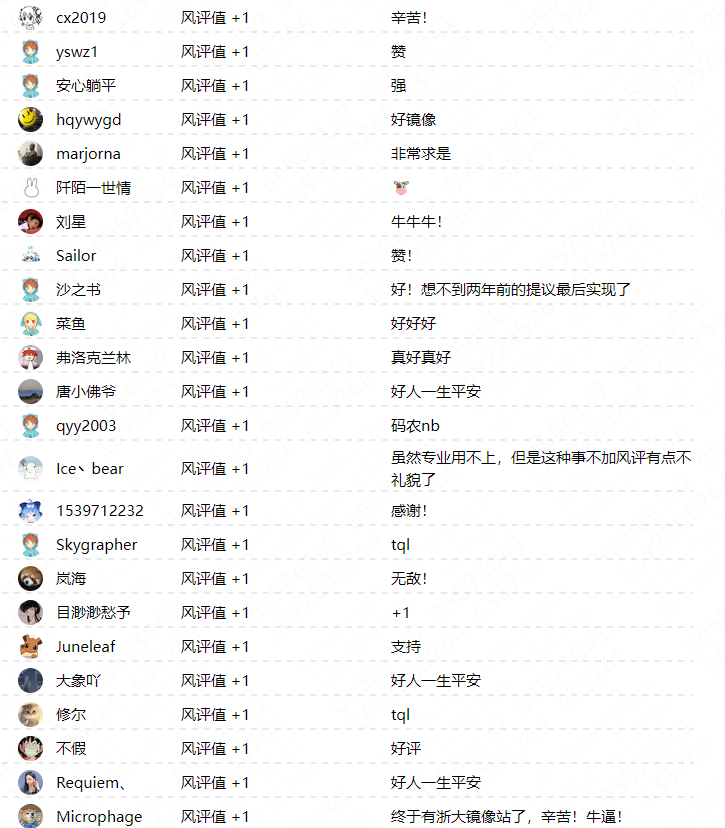 cx2019 风评值 +1 辛苦！
yswz1 风评值 +1 赞
安心躺平 风评值 +1 强
hqywygd 风评值 +1 好镜像
marjorna 风评值 +1 非常求是
阡陌一世情 风评值 +1
刘星 风评值 +1 牛牛牛！
Sailor 风评值 +1 赞！
沙之书 风评值 +1 好！想不到两年前的提议最后实现了
菜鱼 风评值 +1 好好好
弗洛克兰林 风评值 +1 真好真好
唐小佛爷 风评值 +1 好人一生平安
qyy2003 风评值 +1 码农nb
Ice丶bear 风评值 +1 虽然专业用不上，但是这种事不加风评有点不
礼貌了
1539712232 风评值 +1 感谢！
Skygrapher 风评值 +1 tql
岚海 风评值 +1 无敌！
目渺渺愁予 风评值 +1 +1
Juneleaf 风评值 +1 支持
大象吖 风评值 +1 好人一生平安
修尔 风评值 +1 tql
不假 风评值 +1 好评
Requiem、 风评值 +1 好人一生平安
Microphage 风评值 +1 终于有浙大镜像站了，辛苦！牛逼！